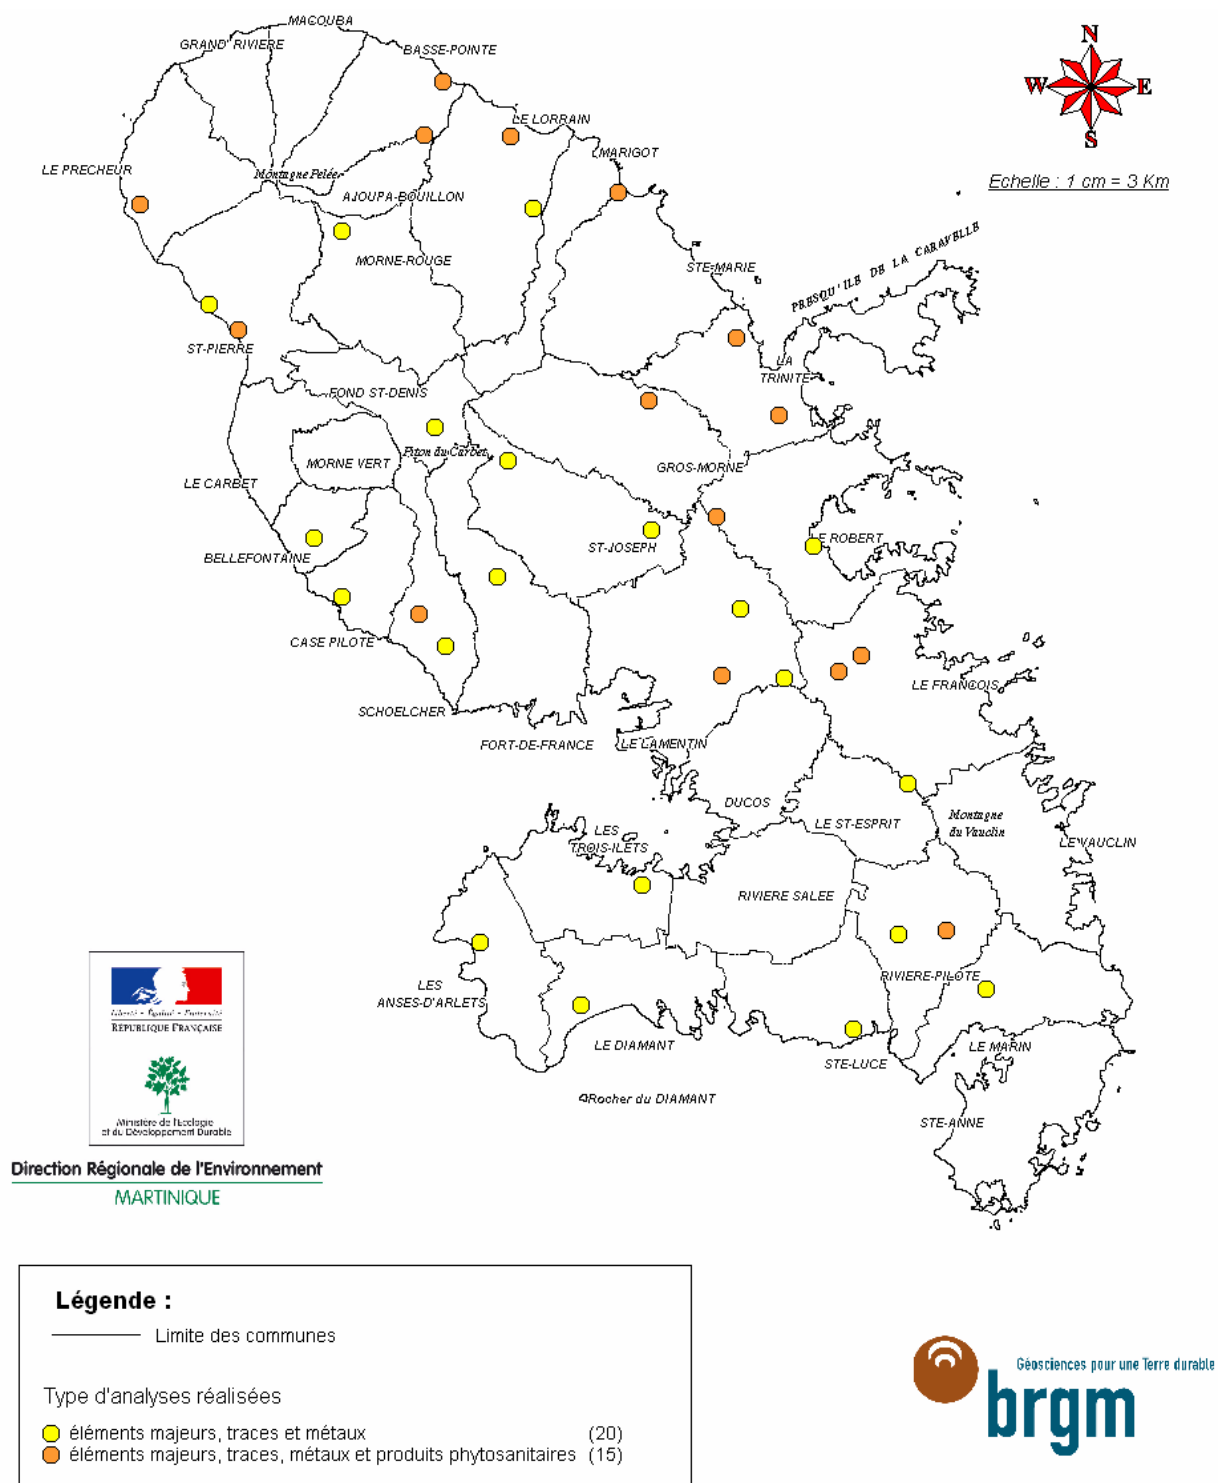 MACOUBA
GRAND' RIVIERE
BASSE-POINTE
N
W
E
S
LE LORRAIN
MARIGOT
LE PRECHEUR
Montagne Pelée
AJOUPA-BOUILLON
Echelle : 1 cm = 3 Km
MORNE-ROUGE
STE-MARIE
PRESQU'ILE DE LA CARAVELLE
ST-PIERRE
LA
TRINITE
FOND ST-DENIS
Piton du Carbet
MORNE VERT
GROS-MORNE
LE CARBET
BELLEFONTAINE
ST-JOSEPH
LE ROBERT
CASE PILOTE
LE FRANCOIS
SCHOELCHER
FORT-DE-FRANCE
LE LAMENTIN
DUCOS
LE ST-ESPRIT
Montagne
du Vauclin
LE VAUCLIN
LES
TROIS-ILETS
RIVIERE SALEE
RIVIERE-PILOTE
LES
ANSES-D'ARLETS
LE DIAMANT
STE-LUCE
LE MARIN
Rocher du DIAMANT
STE-ANNE
Liberté • Égalité • Fraternité
RÉPUBLIQUE FRANÇAISE
Ministère de l'Ecologie
et du Développement Durable
Direction Régionale de l'Environnement
MARTINIQUE
Légende :
Limite des communes
Type d'analyses réalisées
éléments majeurs, traces et métaux (20)
éléments majeurs, traces, métaux et produits phytosanitaires (15)
Géosciences pour une Terre durable
brgm